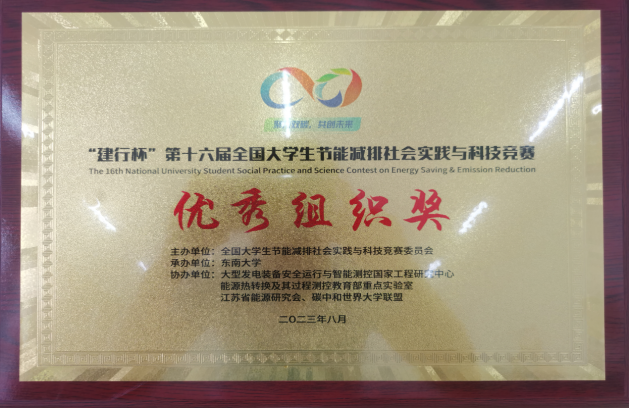 共创未来
“建行杯”第十六届全国大学生节能减排社会实践与科技竞赛
The 16th National University Student Social Practice and Science Contest on Energy Saving & Emission Reduction
优秀组织奖
主办单位：全国大学生节能减排社会实践与科技竞赛委员会
承办单位：东南大学
协办单位：大型发电装备安全运行与智能测控国家工程研究中心
能源热转换及其过程测控教育部重点实验室
江苏省能源研究会、碳中和世界大学联盟
二〇二三年八月